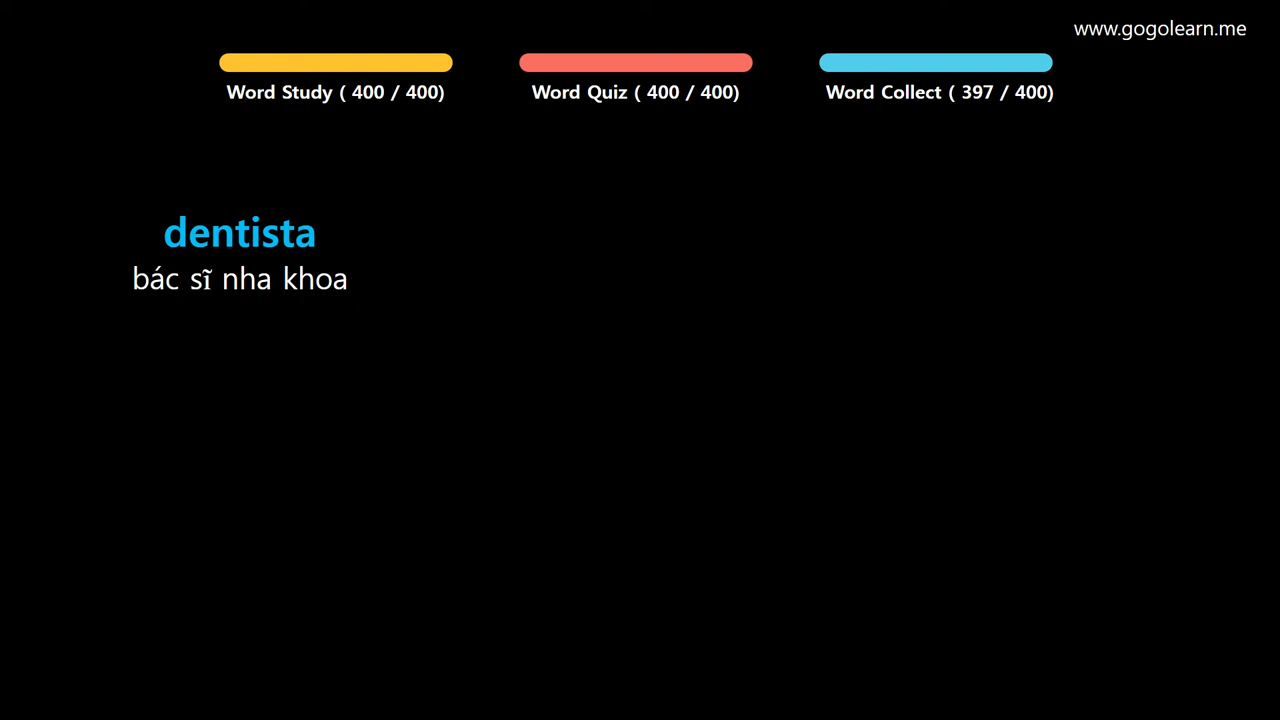 www.gogolearn.me
Word Study ( 400 / 400)
Word Quiz ( 400 / 400)
Word Collect ( 397 / 400)
dentista
bác sĩ nha khoa